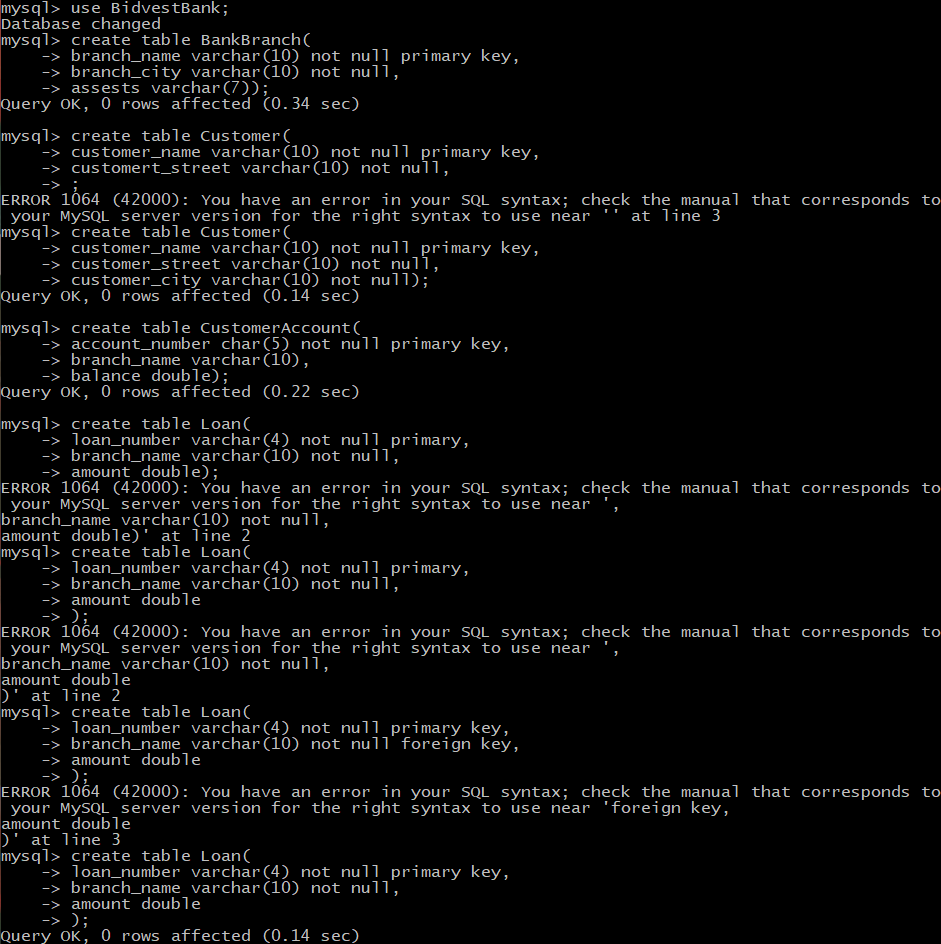 mysql> use BidvestBank;
Database changed
mysql> create table BankBranch(
    -> branch_name varchar(10) not null primary key,
    -> branch_city varchar(10) not null,
    -> assests varchar(7));
Query OK, 0 rows affected (0.34 sec)

mysql> create table Customer(
    -> customer_name varchar(10) not null primary key,
    -> customert_street varchar(10) not null,
    -> ;
ERROR 1064 (42000): You have an error in your SQL syntax; check the manual that corresponds to
 your MySQL server version for the right syntax to use near '' at line 3
mysql> create table Customer(
    -> customer_name varchar(10) not null primary key,
    -> customer_street varchar(10) not null,
    -> customer_city varchar(10) not null);
Query OK, 0 rows affected (0.14 sec)

mysql> create table CustomerAccount(
    -> account_number char(5) not null primary key,
    -> branch_name varchar(10),
    -> balance double);
Query OK, 0 rows affected (0.22 sec)

mysql> create table Loan(
    -> loan_number varchar(4) not null primary,
    -> branch_name varchar(10) not null,
    -> amount double);
ERROR 1064 (42000): You have an error in your SQL syntax; check the manual that corresponds to
 your MySQL server version for the right syntax to use near ',
branch_name varchar(10) not null,
amount double)' at line 2
mysql> create table Loan(
    -> loan_number varchar(4) not null primary,
    -> branch_name varchar(10) not null,
    -> amount double
    -> );
ERROR 1064 (42000): You have an error in your SQL syntax; check the manual that corresponds to
 your MySQL server version for the right syntax to use near ',
branch_name varchar(10) not null,
amount double
)' at line 2
mysql> create table Loan(
    -> loan_number varchar(4) not null primary key,
    -> branch_name varchar(10) not null foreign key,
    -> amount double
    -> );
ERROR 1064 (42000): You have an error in your SQL syntax; check the manual that corresponds to
 your MySQL server version for the right syntax to use near 'foreign key,
amount double
)' at line 3
mysql> create table Loan(
    -> loan_number varchar(4) not null primary key,
    -> branch_name varchar(10) not null,
    -> amount double
    -> );
Query OK, 0 rows affected (0.14 sec)